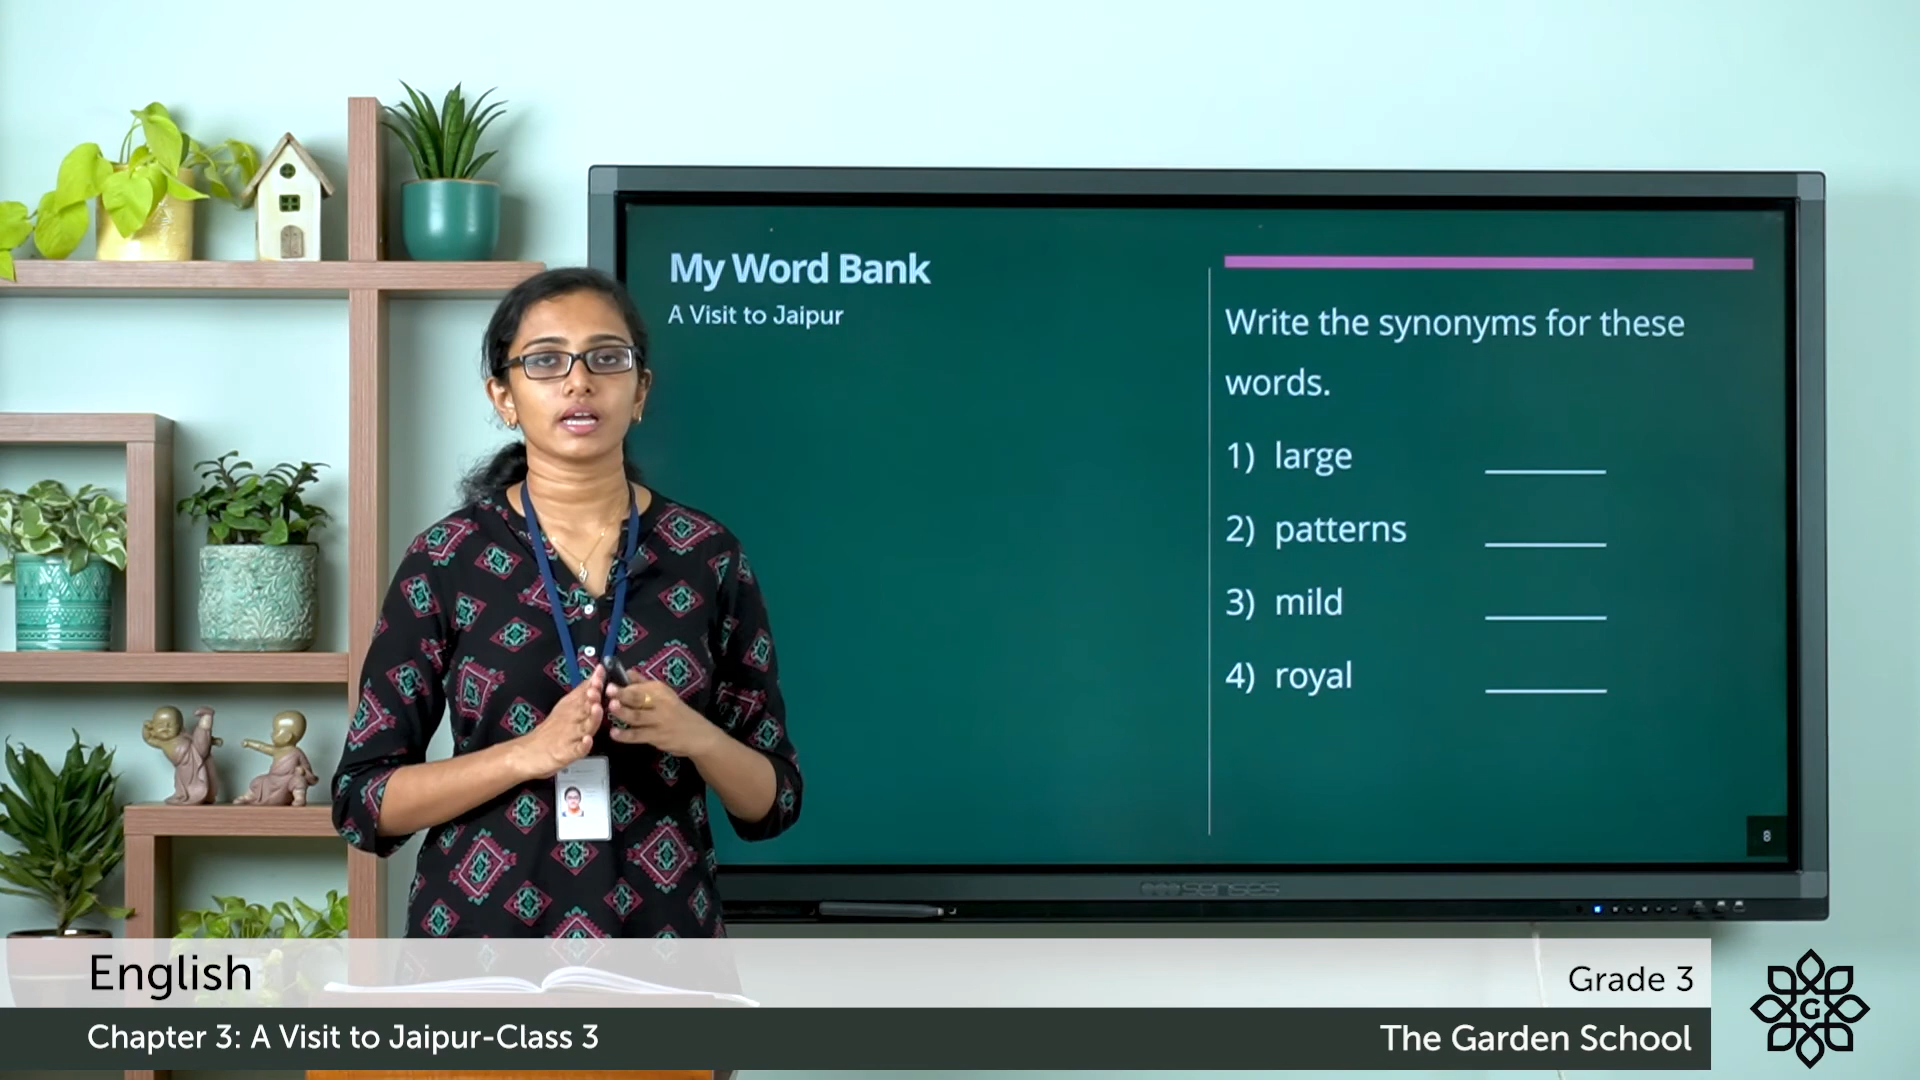 My Word Bank
A Visit to Jaipur
Write the synonyms for these
words.
1) large
2) patterns
3) mild
4) royal
8
English
Grade 3
Chapter 3: A Visit to Jaipur-Class 3
The Garden School
G